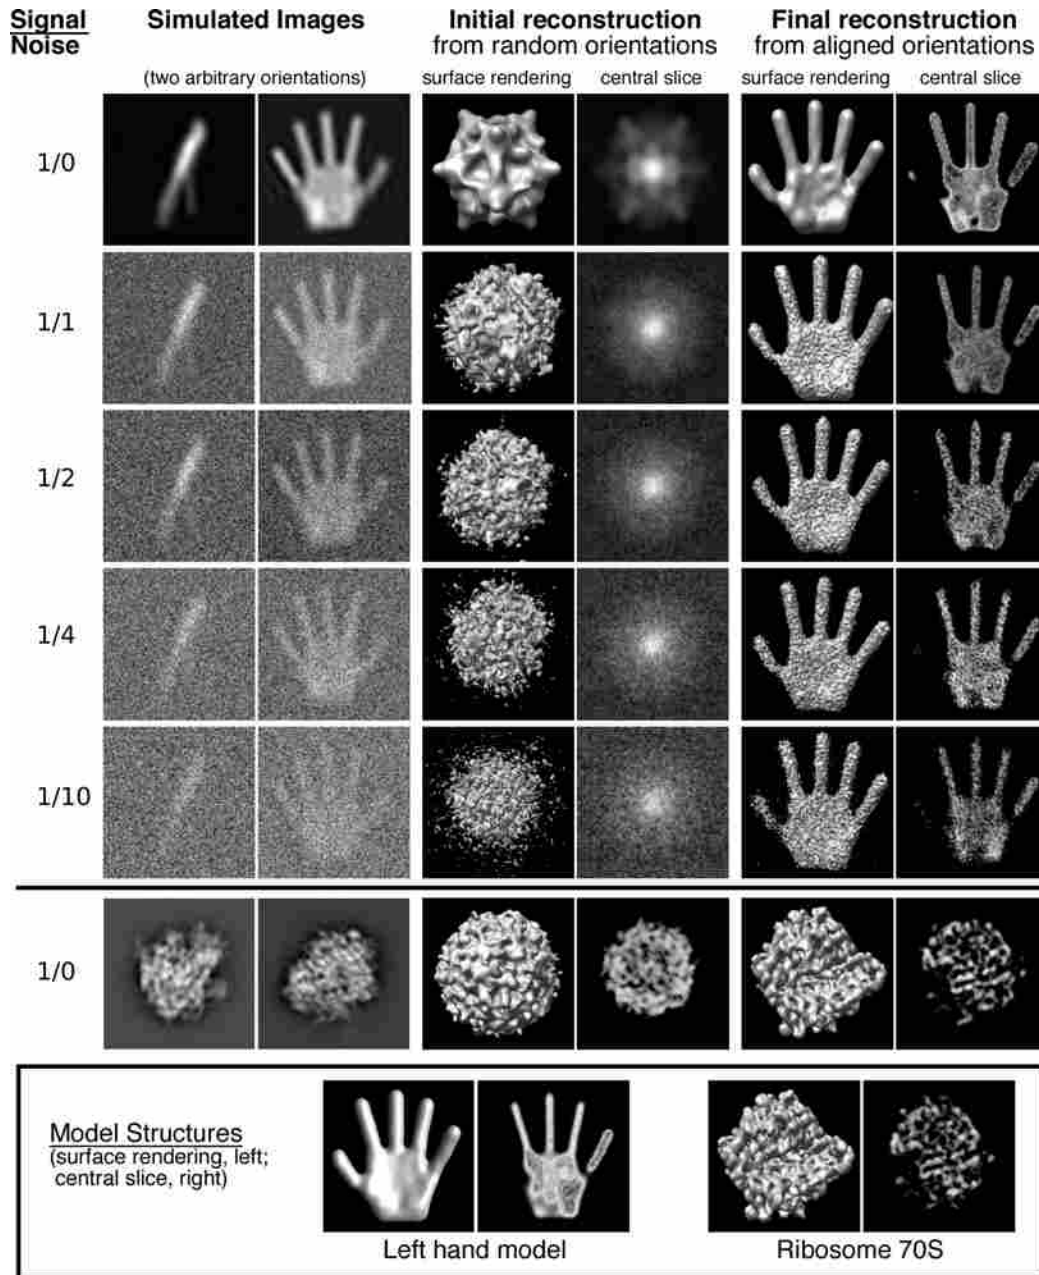 Signal
Noise
Simulated Images
(two arbitrary orientations)
Initial reconstruction
from random orientations
surface rendering
central slice
Final reconstruction
from aligned orientations
surface rendering
central slice
1/0
1/1
1/2
1/4
1/10
1/0
Model Structures
(surface rendering, left;
central slice, right)
Left hand model
Ribosome 70S